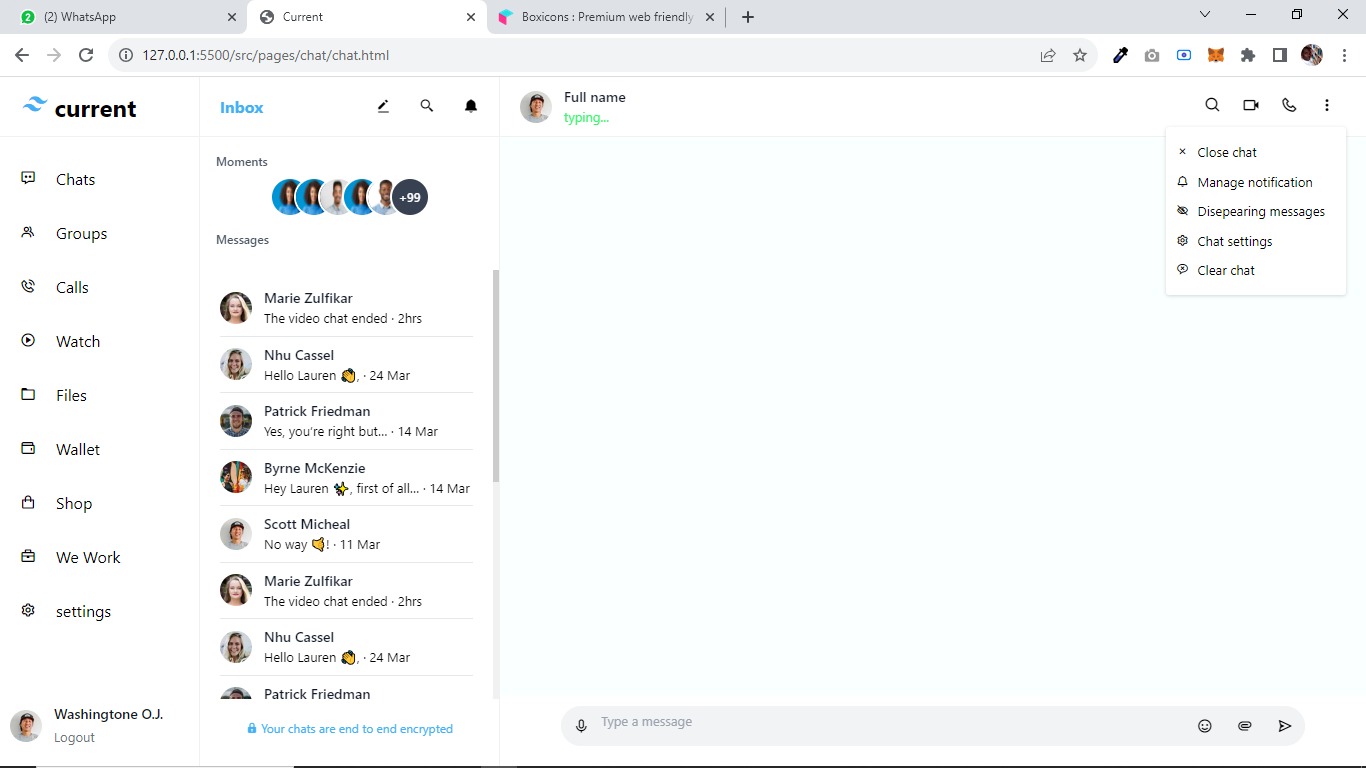 (2) WhatsApp
Current
Boxicons : Premium web friendly
127.0.0.1:5500/src/pages/chat/chat.html
current
Chats
Groups
Calls
Watch
Files
Wallet
Shop
We Work
settings
Washingtone O.J.
Logout
Inbox
Moments
+99
Messages
Marie Zulfikar
The video chat ended · 2hrs
Nhu Cassel
Hello Lauren 👏, · 24 Mar
Patrick Friedman
Yes, you're right but... · 14 Mar
Byrne McKenzie
Hey Lauren ✨, first of all... · 14 Mar
Scott Micheal
No way 🤙! · 11 Mar
Marie Zulfikar
The video chat ended · 2hrs
Nhu Cassel
Hello Lauren 👏, · 24 Mar
Patrick Friedman
Your chats are end to end encrypted
Full name
typing...
Close chat
Manage notification
Disepearing messages
Chat settings
Clear chat
Type a message